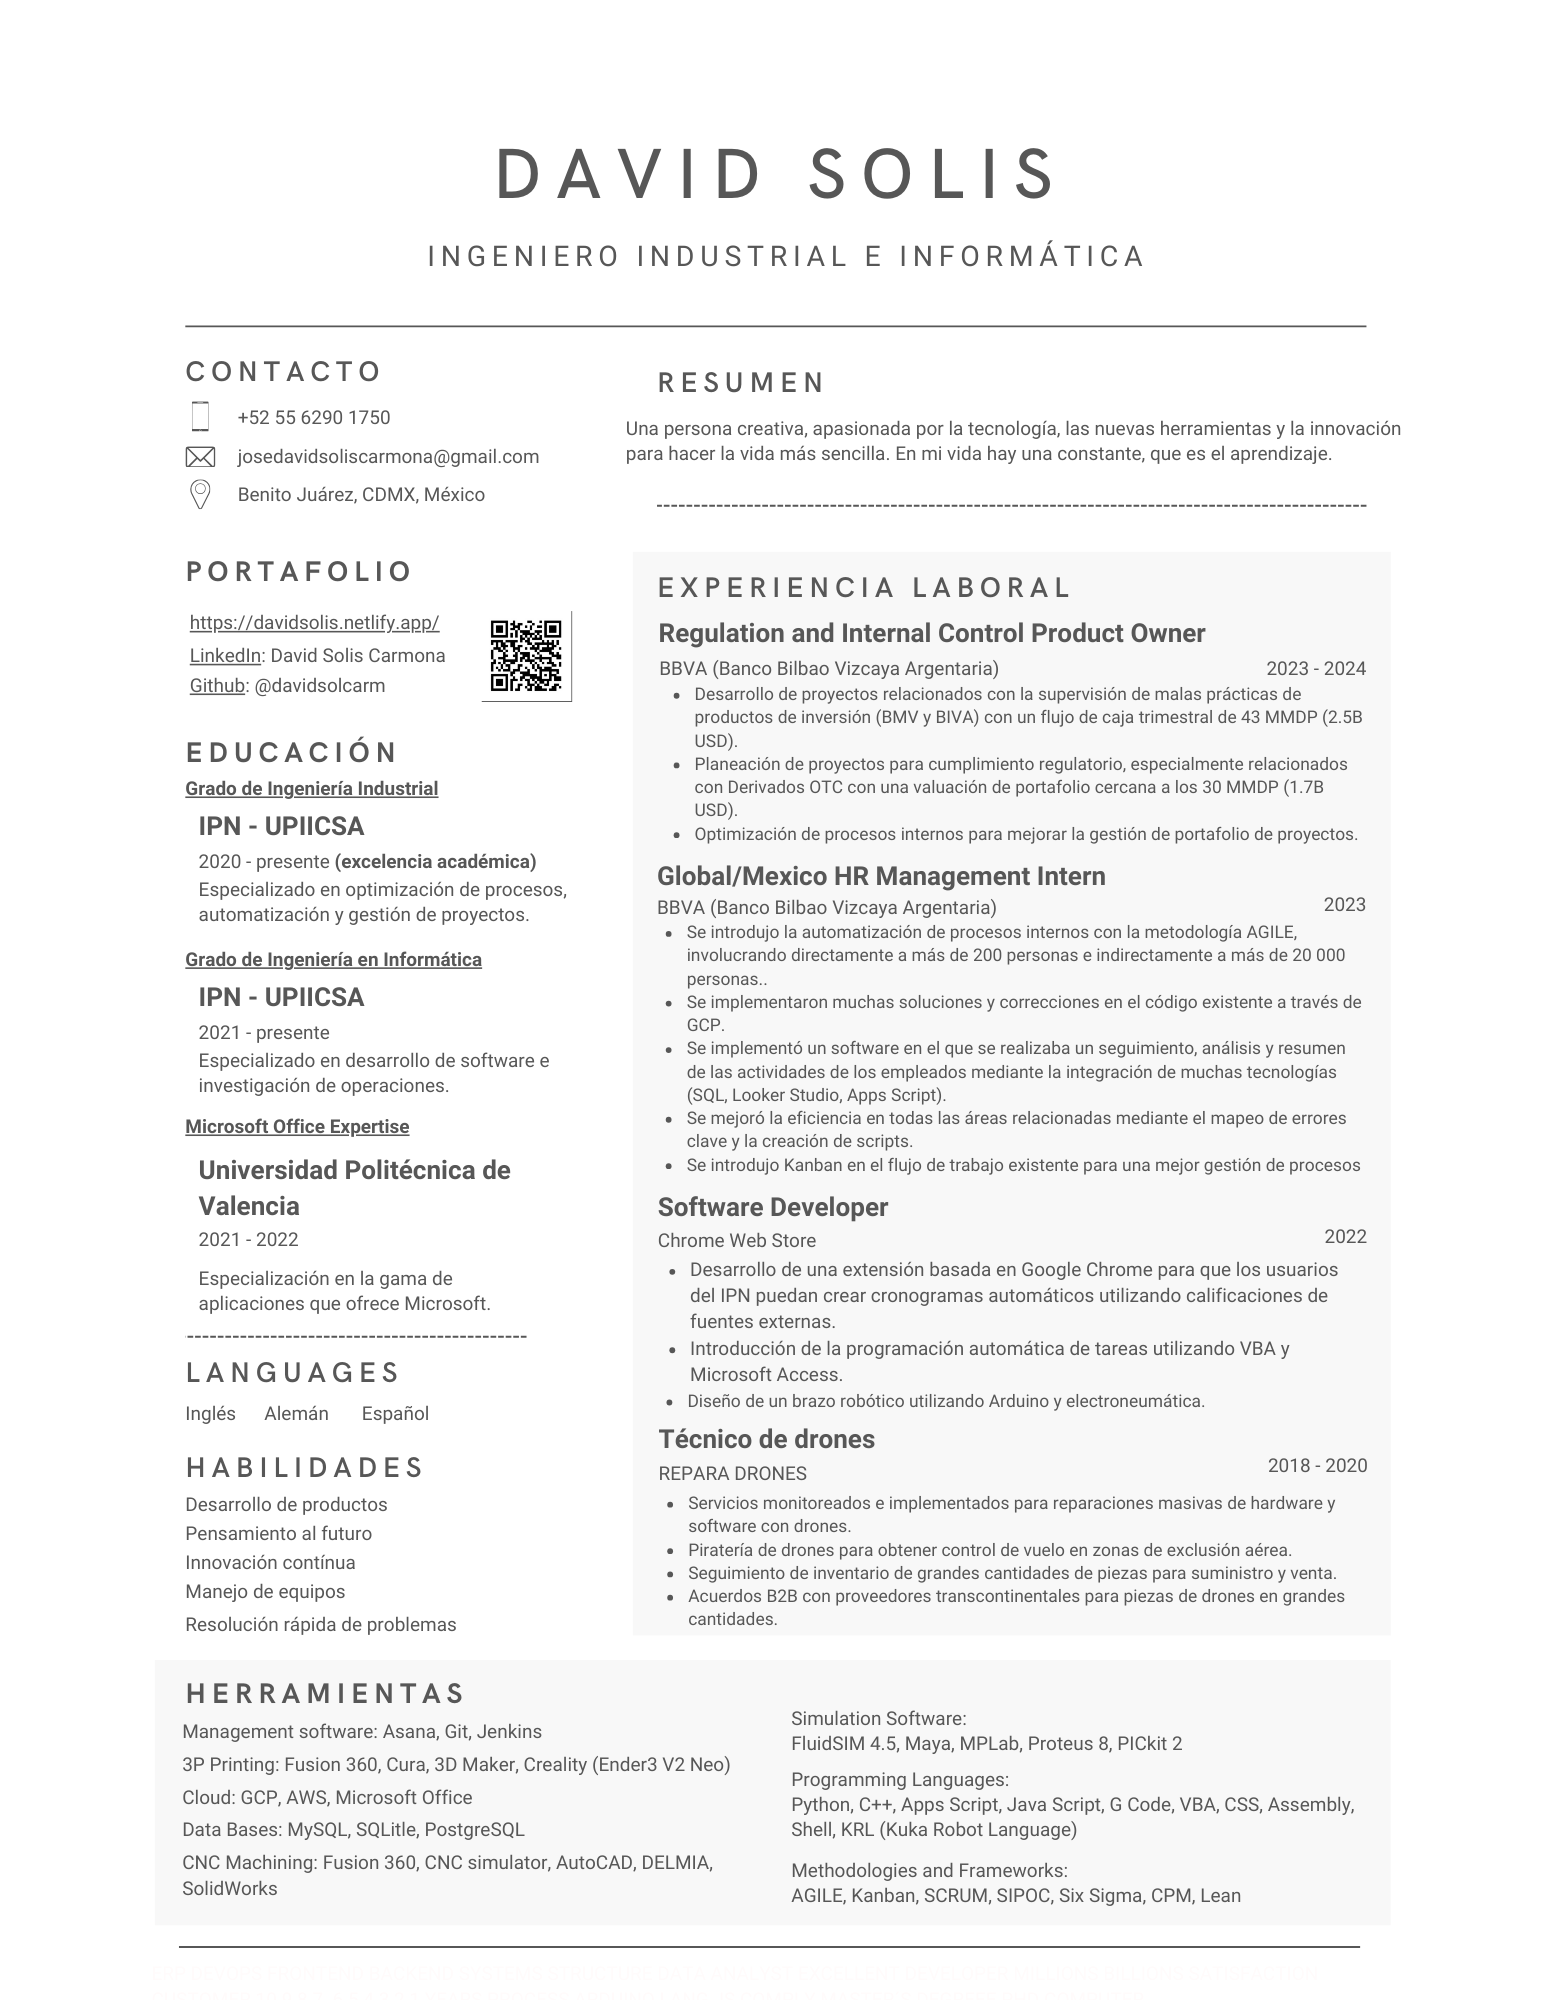 DAVID SOLIS
INGENIERO INDUSTRIAL E INFORMÁTICA
CONTACTO
+52 55 6290 1750
josedavidsoliscarmona@gmail.com
Benito Juárez, CDMX, México
RESUMEN
Una persona creativa, apasionada por la tecnología, las nuevas herramientas y la innovación
para hacer la vida más sencilla. En mi vida hay una constante, que es el aprendizaje.
PORTAFOLIO
https://davidsolis.netlify.app/
LinkedIn: David Solis Carmona
Github: @davidsolcarm
EDUCACIÓN
Grado de Ingeniería Industrial
IPN - UPIICSA
2020 - presente (excelencia académica)
Especializado en optimización de procesos,
automatización y gestión de proyectos.
Grado de Ingeniería en Informática
IPN - UPIICSA
2021 - presente
Especializado en desarrollo de software e
investigación de operaciones.
Microsoft Office Expertise
Universidad Politécnica de
Valencia
2021 - 2022
Especialización en la gama de
aplicaciones que ofrece Microsoft.
LANGUAGES
Inglés Alemán Español
HABILIDADES
Desarrollo de productos
Pensamiento al futuro
Innovación contínua
Manejo de equipos
Resolución rápida de problemas
EXPERIENCIA LABORAL
Regulation and Internal Control Product Owner
BBVA (Banco Bilbao Vizcaya Argentaria) 2023 - 2024
• Desarrollo de proyectos relacionados con la supervisión de malas prácticas de
productos de inversión (BMV y BIVA) con un flujo de caja trimestral de 43 MMDP (2.5B
USD).
• Planeación de proyectos para cumplimiento regulatorio, especialmente relacionados
con Derivados OTC con una valuación de portafolio cercana a los 30 MMDP (1.7B
USD).
• Optimización de procesos internos para mejorar la gestión de portafolio de proyectos.
Global/Mexico HR Management Intern
BBVA (Banco Bilbao Vizcaya Argentaria) 2023
• Se introdujo la automatización de procesos internos con la metodología AGILE,
involucrando directamente a más de 200 personas e indirectamente a más de 20 000
personas..
• Se implementaron muchas soluciones y correcciones en el código existente a través de
GCP.
• Se implementó un software en el que se realizaba un seguimiento, análisis y resumen
de las actividades de los empleados mediante la integración de muchas tecnologías
(SQL, Looker Studio, Apps Script).
• Se mejoró la eficiencia en todas las áreas relacionadas mediante el mapeo de errores
clave y la creación de scripts.
• Se introdujo Kanban en el flujo de trabajo existente para una mejor gestión de procesos
Software Developer
Chrome Web Store 2022
• Desarrollo de una extensión basada en Google Chrome para que los usuarios
del IPN puedan crear cronogramas automáticos utilizando calificaciones de
fuentes externas.
• Introducción de la programación automática de tareas utilizando VBA y
Microsoft Access.
• Diseño de un brazo robótico utilizando Arduino y electroneumática.
Técnico de drones
REPARA DRONES 2018 - 2020
• Servicios monitoreados e implementados para reparaciones masivas de hardware y
software con drones.
• Piratería de drones para obtener control de vuelo en zonas de exclusión aérea.
• Seguimiento de inventario de grandes cantidades de piezas para suministro y venta.
• Acuerdos B2B con proveedores transcontinentales para piezas de drones en grandes
cantidades.
HERRAMIENTAS
Management software: Asana, Git, Jenkins
3P Printing: Fusion 360, Cura, 3D Maker, Creality (Ender3 V2 Neo)
Cloud: GCP, AWS, Microsoft Office
Data Bases: MySQL, SQLitle, PostgreSQL
CNC Machining: Fusion 360, CNC simulator, AutoCAD, DELMIA,
SolidWorks
Simulation Software:
FluidSIM 4.5, Maya, MPLab, Proteus 8, PICkit 2
Programming Languages:
Python, C++, Apps Script, Java Script, G Code, VBA, CSS, Assembly,
Shell, KRL (Kuka Robot Language)
Methodologies and Frameworks:
AGILE, Kanban, SCRUM, SIPOC, Six Sigma, CPM, Lean